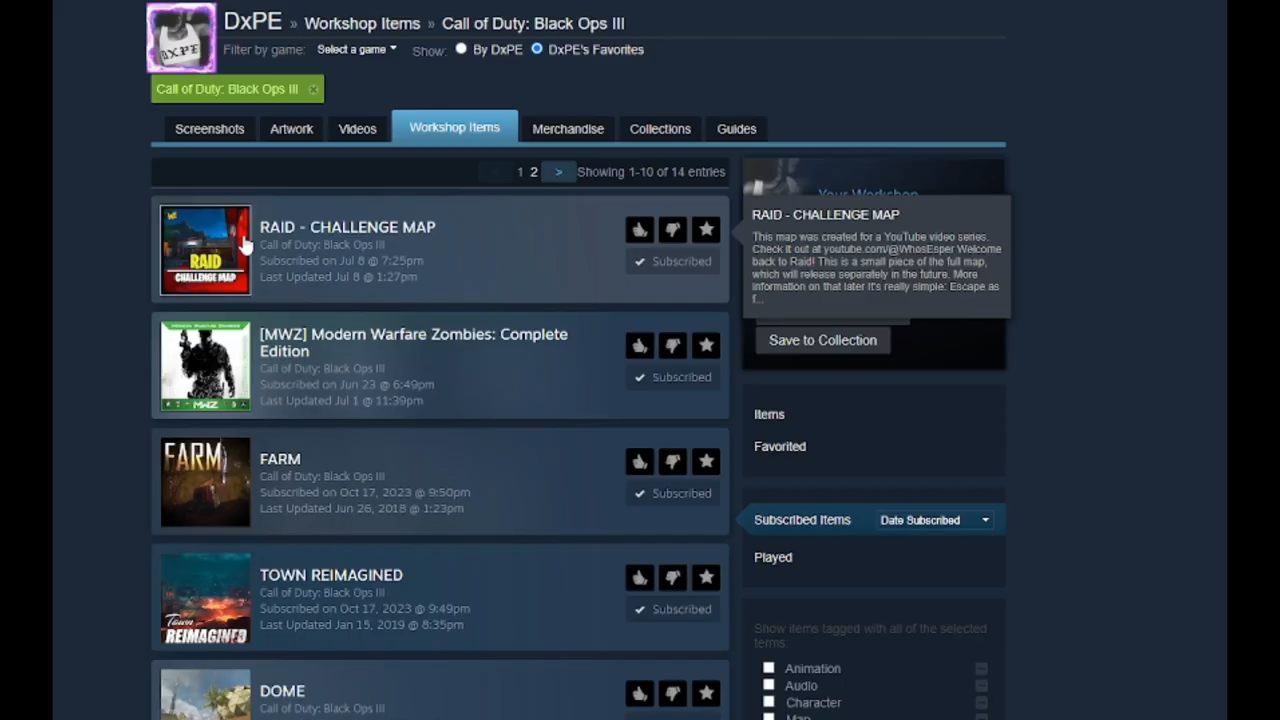 DxPE » Workshop Items » Call of Duty: Black Ops III
DXPE
Filter by game: Select a game Show: By DxPE DxPE's Favorites
Call of Duty: Black Ops III
Screenshots Artwork Videos Workshop Items Merchandise Collections Guides
1 2 > Showing 1-10 of 14 entries
Your Workshop
RAID - CHALLENGE MAP
Call of Duty: Black Ops III
Subscribed on Jul 8 @ 7:25pm
Last Updated Jul 8 @ 1:27pm
Subscribed
RAID
CHALLENGE MAP
RAID - CHALLENGE MAP
This map was created for a YouTube video series.
Check it out at youtube.com/@WhosEsper Welcome
back to Raid! This is a small piece of the full map,
which will release separately in the future. More
information on that later It's really simple: Escape as
f...
Save to Collection
[MWZ] Modern Warfare Zombies: Complete
Edition
Call of Duty: Black Ops III
Subscribed on Jun 23 @ 6:49pm
Last Updated Jul 1 @ 11:39pm
Subscribed
MODERN WARFARE ZOMBIES
MWZ
Items
Favorited
FARM
FARM
Call of Duty: Black Ops III
Subscribed on Oct 17, 2023 @ 9:50pm
Last Updated Jun 26, 2018 @ 1:23pm
Subscribed
Subscribed Items Date Subscribed
Played
TOWN REIMAGINED
Call of Duty: Black Ops III
Subscribed on Oct 17, 2023 @ 9:49pm
Last Updated Jan 15, 2019 @ 8:35pm
Subscribed
Town
REIMAGINED
Show items tagged with all of the selected
terms:
Animation
Audio
Character
Map
DOME
Call of Duty: Black Ops III